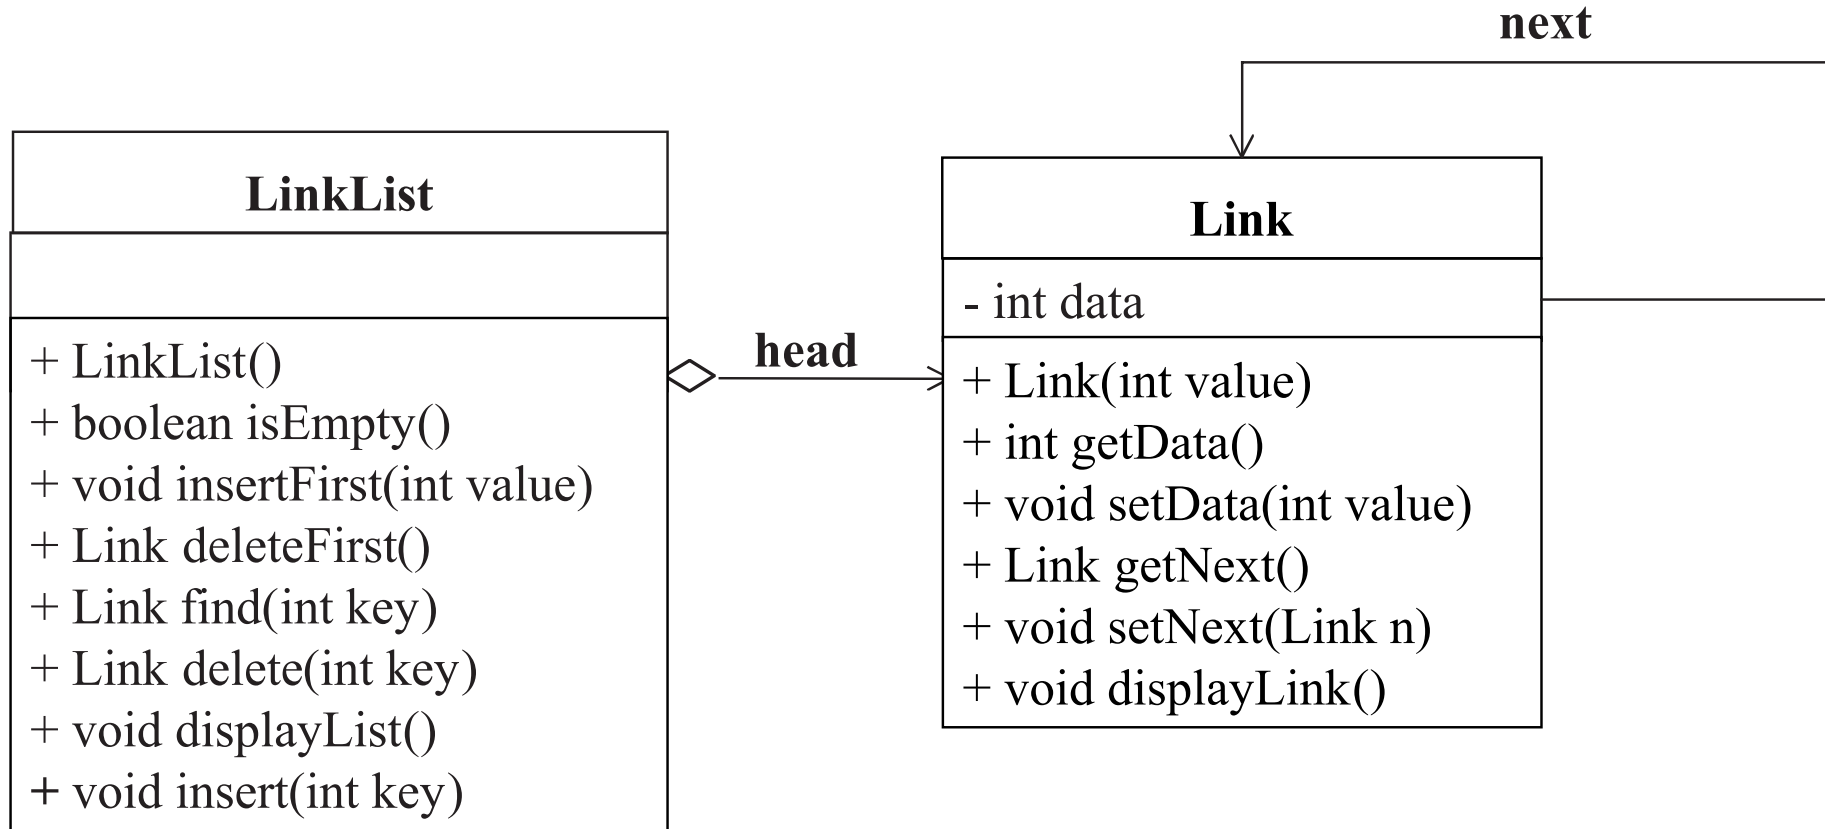 next
LinkList
+ LinkList()
+ boolean isEmpty()
+ void insertFirst(int value)
+ Link deleteFirst()
+ Link find(int key)
+ Link delete(int key)
+ void displayList()
+ void insert(int key)
head
Link
- int data
+ Link(int value)
+ int getData()
+ void setData(int value)
+ Link getNext()
+ void setNext(Link n)
+ void displayLink()